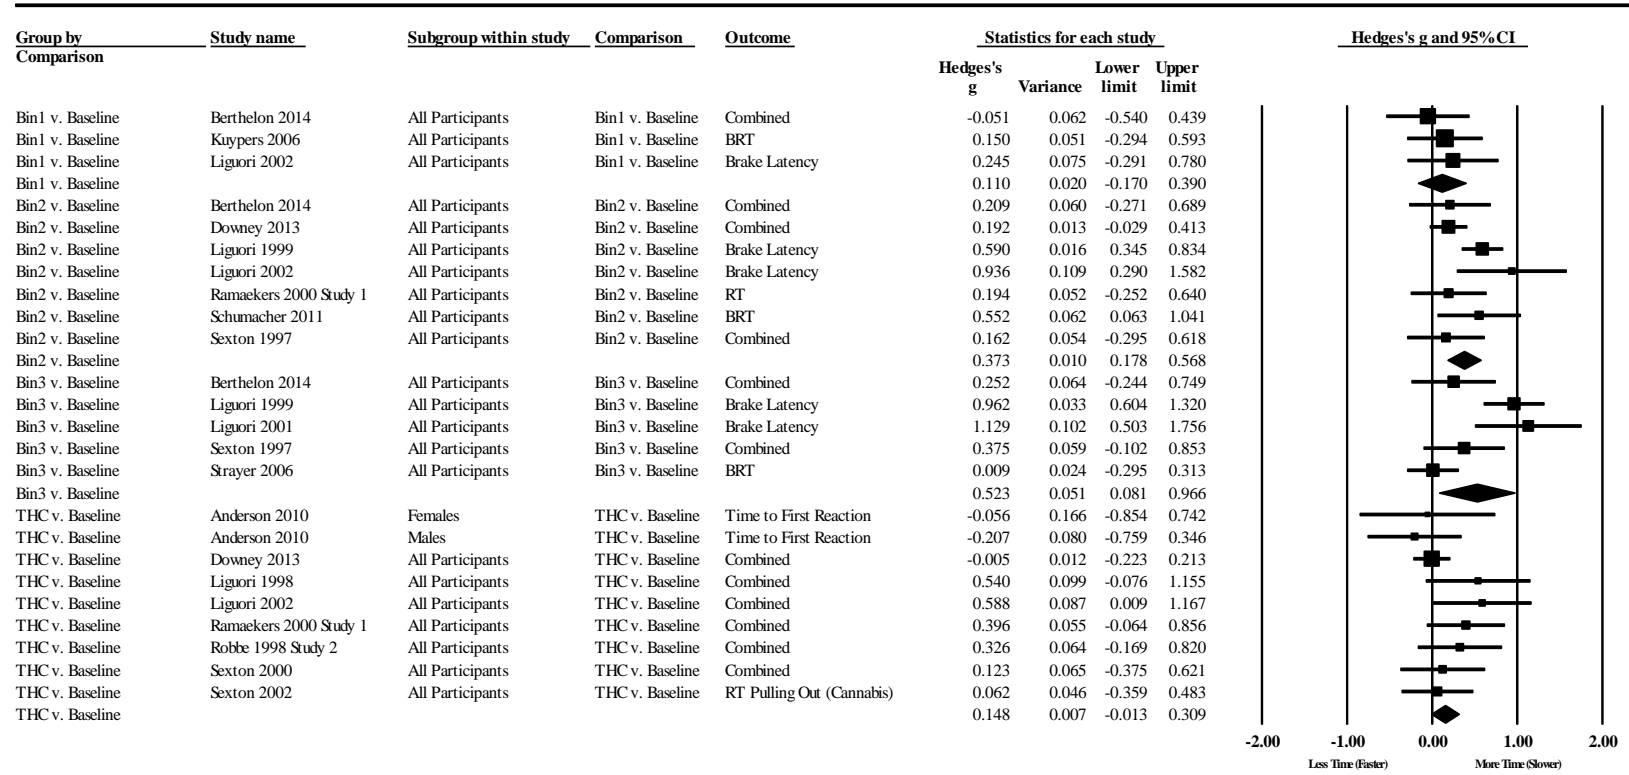 Group by Comparison Study name Subgroup within study Comparison Outcome Statistics for each study Hedges's g and 95% CI
Hedges's g Variance Lower limit Upper limit
Bin1 v. Baseline Berthelon 2014 All Participants Bin1 v. Baseline Combined -0.051 0.062 -0.540 0.439
Bin1 v. Baseline Kuypers 2006 All Participants Bin1 v. Baseline BRT 0.150 0.051 -0.294 0.593
Bin1 v. Baseline Liguori 2002 All Participants Bin1 v. Baseline Brake Latency 0.245 0.075 -0.291 0.780
Bin1 v. Baseline 0.110 0.020 -0.170 0.390
Bin2 v. Baseline Berthelon 2014 All Participants Bin2 v. Baseline Combined 0.209 0.060 -0.271 0.689
Bin2 v. Baseline Downey 2013 All Participants Bin2 v. Baseline Combined 0.192 0.013 -0.029 0.413
Bin2 v. Baseline Liguori 1999 All Participants Bin2 v. Baseline Brake Latency 0.590 0.016 0.345 0.834
Bin2 v. Baseline Liguori 2002 All Participants Bin2 v. Baseline Brake Latency 0.936 0.109 0.290 1.582
Bin2 v. Baseline Ramaekers 2000 Study 1 All Participants Bin2 v. Baseline RT 0.194 0.052 -0.252 0.640
Bin2 v. Baseline Schumacher 2011 All Participants Bin2 v. Baseline BRT 0.552 0.062 0.063 1.041
Bin2 v. Baseline Sexton 1997 All Participants Bin2 v. Baseline Combined 0.162 0.054 -0.295 0.618
Bin2 v. Baseline 0.373 0.010 0.178 0.568
Bin3 v. Baseline Berthelon 2014 All Participants Bin3 v. Baseline Combined 0.252 0.064 -0.244 0.749
Bin3 v. Baseline Liguori 1999 All Participants Bin3 v. Baseline Brake Latency 0.962 0.033 0.604 1.320
Bin3 v. Baseline Liguori 2001 All Participants Bin3 v. Baseline Brake Latency 1.129 0.102 0.503 1.756
Bin3 v. Baseline Sexton 1997 All Participants Bin3 v. Baseline Combined 0.375 0.059 -0.102 0.853
Bin3 v. Baseline Strayer 2006 All Participants Bin3 v. Baseline BRT 0.009 0.024 -0.295 0.313
Bin3 v. Baseline 0.523 0.051 0.081 0.966
THC v. Baseline Anderson 2010 Females THC v. Baseline Time to First Reaction -0.056 0.166 -0.854 0.742
THC v. Baseline Anderson 2010 Males THC v. Baseline Time to First Reaction -0.207 0.080 -0.759 0.346
THC v. Baseline Downey 2013 All Participants THC v. Baseline Combined -0.005 0.012 -0.223 0.213
THC v. Baseline Liguori 1998 All Participants THC v. Baseline Combined 0.540 0.099 -0.076 1.155
THC v. Baseline Liguori 2002 All Participants THC v. Baseline Combined 0.588 0.087 0.009 1.167
THC v. Baseline Ramaekers 2000 Study 1 All Participants THC v. Baseline Combined 0.396 0.055 -0.064 0.856
THC v. Baseline Robbe 1998 Study 2 All Participants THC v. Baseline Combined 0.326 0.064 -0.169 0.820
THC v. Baseline Sexton 2000 All Participants THC v. Baseline Combined 0.123 0.065 -0.375 0.621
THC v. Baseline Sexton 2002 All Participants THC v. Baseline RT Pulling Out (Cannabis) 0.062 0.046 -0.359 0.483
THC v. Baseline 0.148 0.007 -0.013 0.309
-2.00 -1.00 0.00 1.00 2.00
Less Time (Faster) More Time (Slower)